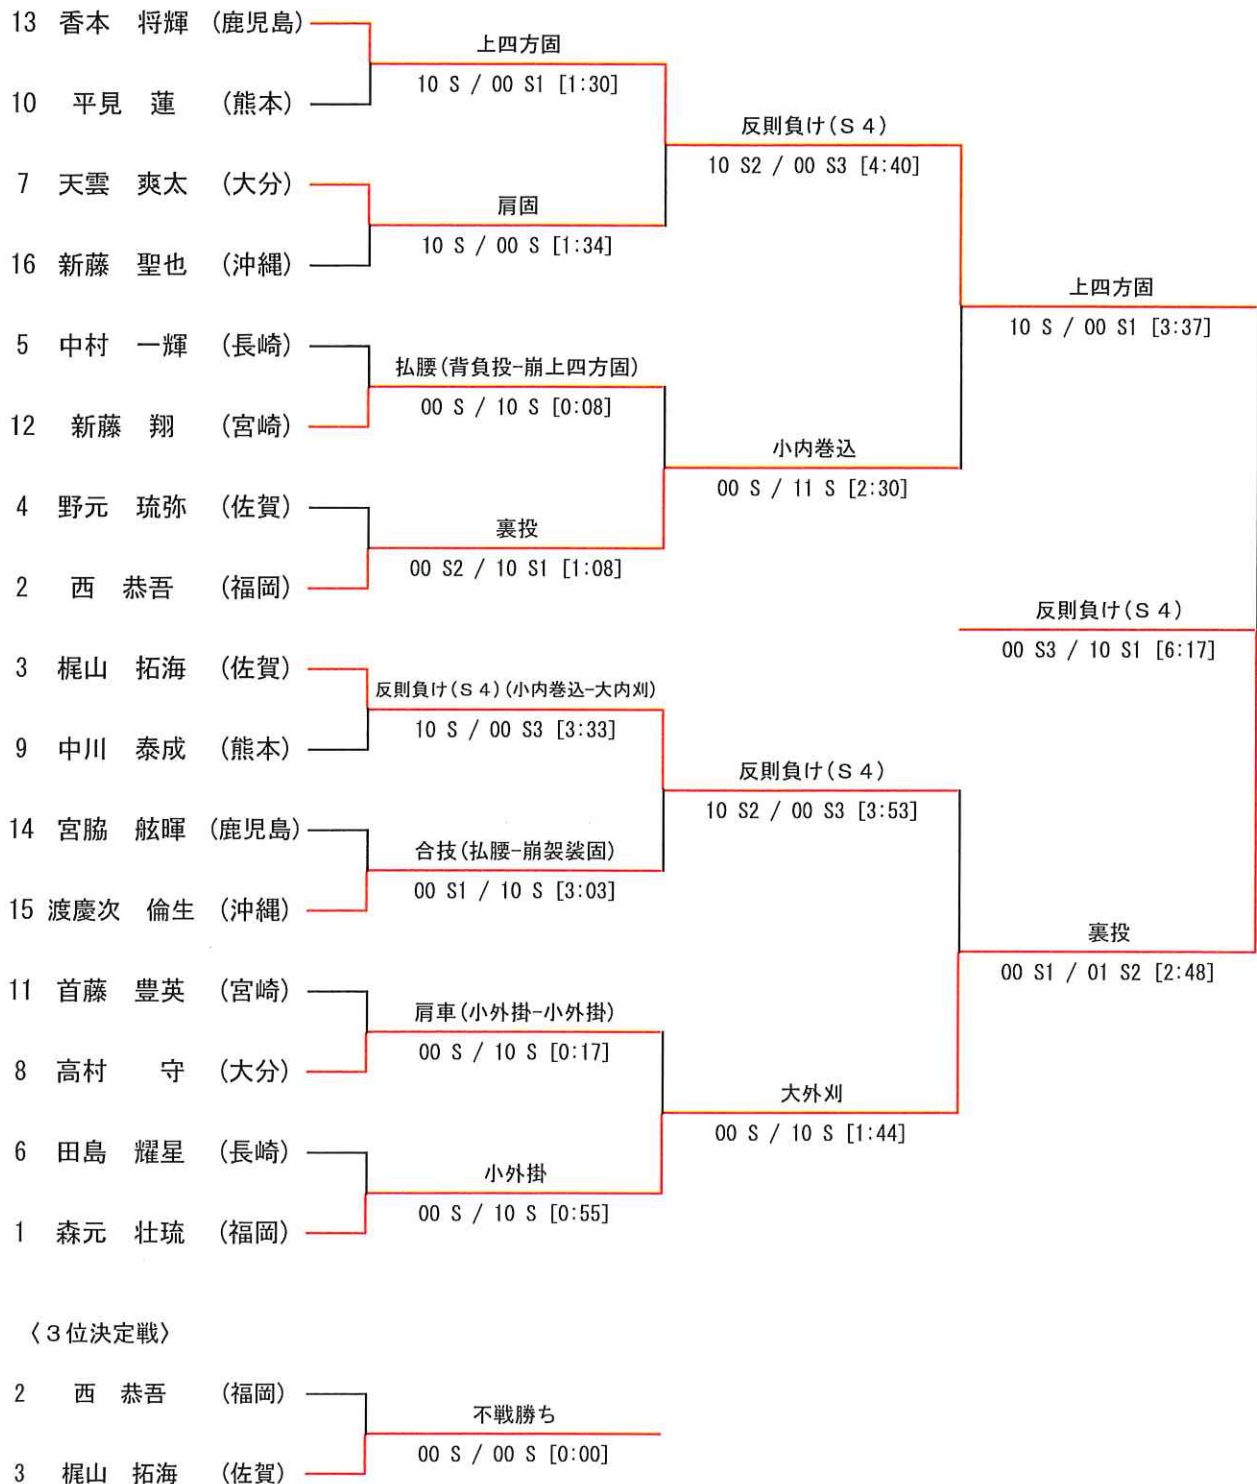 13 香本 将輝 (鹿児島)
上四方固
10 S / 00 S1 [1:30]
10 平見 蓮 (熊本)
反則負け(S4)
10 S2 / 00 S3 [4:40]
7 天雲 爽太 (大分)
肩固
10 S / 00 S [1:34]
16 新藤 聖也 (沖縄)
上四方固
10 S / 00 S1 [3:37]
5 中村 一輝 (長崎)
払腰(背負投-崩上四方固)
00 S / 10 S [0:08]
12 新藤 翔 (宮崎)
小内巻込
00 S / 11 S [2:30]
4 野元 琉弥 (佐賀)
裏投
00 S2 / 10 S1 [1:08]
2 西 恭吾 (福岡)
反則負け(S4)
00 S3 / 10 S1 [6:17]
3 梶山 拓海 (佐賀)
反則負け(S4)(小内巻込-大内刈)
10 S / 00 S3 [3:33]
9 中川 泰成 (熊本)
反則負け(S4)
10 S2 / 00 S3 [3:53]
14 宮脇 舷暉 (鹿児島)
合技(払腰-崩袈裟固)
00 S1 / 10 S [3:03]
15 渡慶次 倫生 (沖縄)
裏投
00 S1 / 01 S2 [2:48]
11 首藤 豊英 (宮崎)
肩車(小外掛-小外掛)
00 S / 10 S [0:17]
8 高村 守 (大分)
大外刈
00 S / 10 S [1:44]
6 田島 耀星 (長崎)
小外掛
00 S / 10 S [0:55]
1 森元 壮琉 (福岡)
〈3位決定戦〉
2 西 恭吾 (福岡)
不戦勝ち
00 S / 00 S [0:00]
3 梶山 拓海 (佐賀)